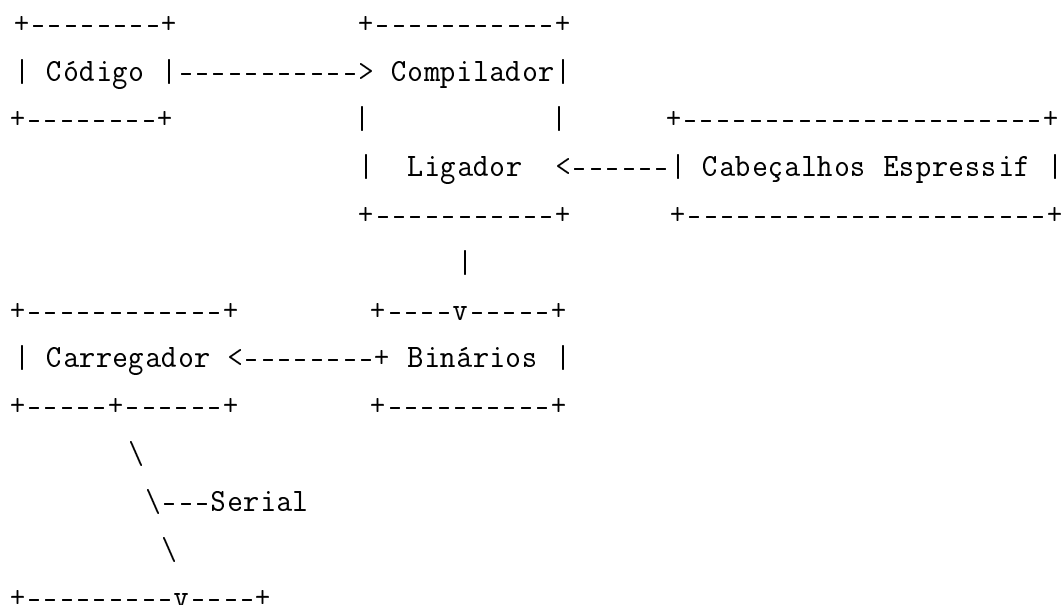 +--------+ +-----------+
| Código |-----------> Compilador|
+--------+ | | +----------------------+
| Ligador <------| Cabeçalhos Espressif |
+-----------+ +----------------------+
|
+------------+ +----v-----+
| Carregador <--------+ Binários |
+-----+------+ +----------+
\
\---Serial
\
+---------v----+